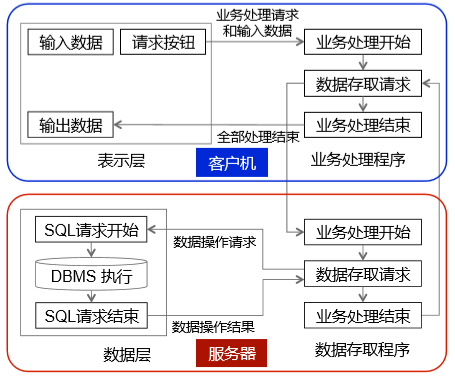 业务处理请求
和输入数据
输入数据
请求按钮
业务处理开始
数据存取请求
输出数据
业务处理结束
全部处理结束
表示层
客户机
业务处理程序
SQL请求开始
业务处理开始
数据操作请求
DBMS 执行
数据存取请求
SQL请求结束
业务处理结束
数据操作结果
数据层
服务器
数据存取程序